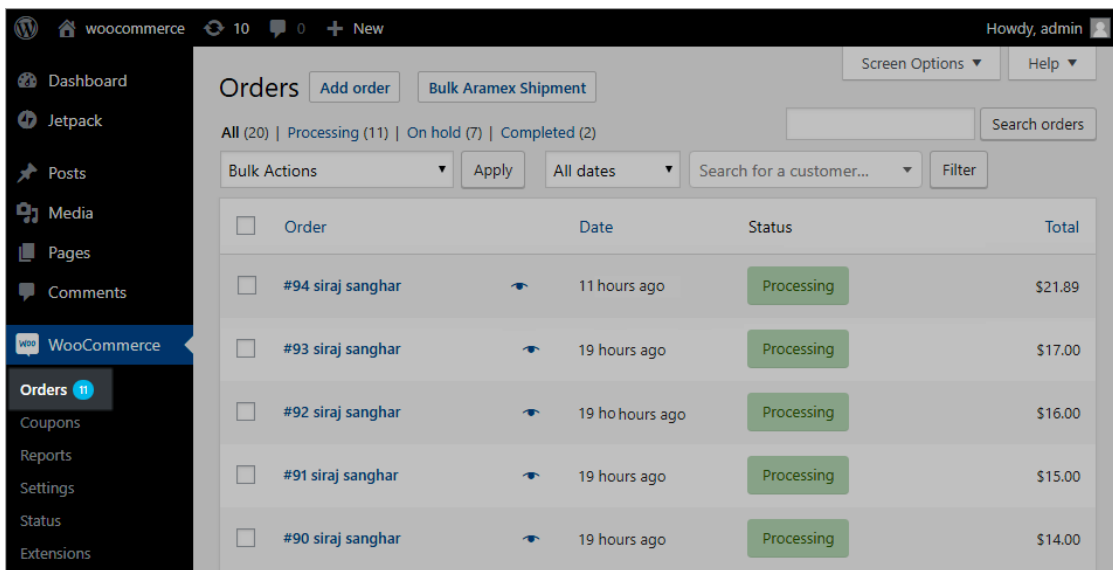 woocommerce 10 0 + New Howdy, admin
Dashboard
Jetpack
Posts
Media
Pages
Comments
WOO WooCommerce
Orders 11
Coupons
Reports
Settings
Status
Extensions
Screen Options ▼ Help ▼
Orders Add order Bulk Aramex Shipment
All (20) | Processing (11) | On hold (7) | Completed (2)
Search orders
Bulk Actions ▼ Apply All dates ▼ Search for a customer... ▼ Filter
Order Date Status Total
#94 siraj sanghar 11 hours ago Processing $21.89
#93 siraj sanghar 19 hours ago Processing $17.00
#92 siraj sanghar 19 ho hours ago Processing $16.00
#91 siraj sanghar 19 hours ago Processing $15.00
#90 siraj sanghar 19 hours ago Processing $14.00